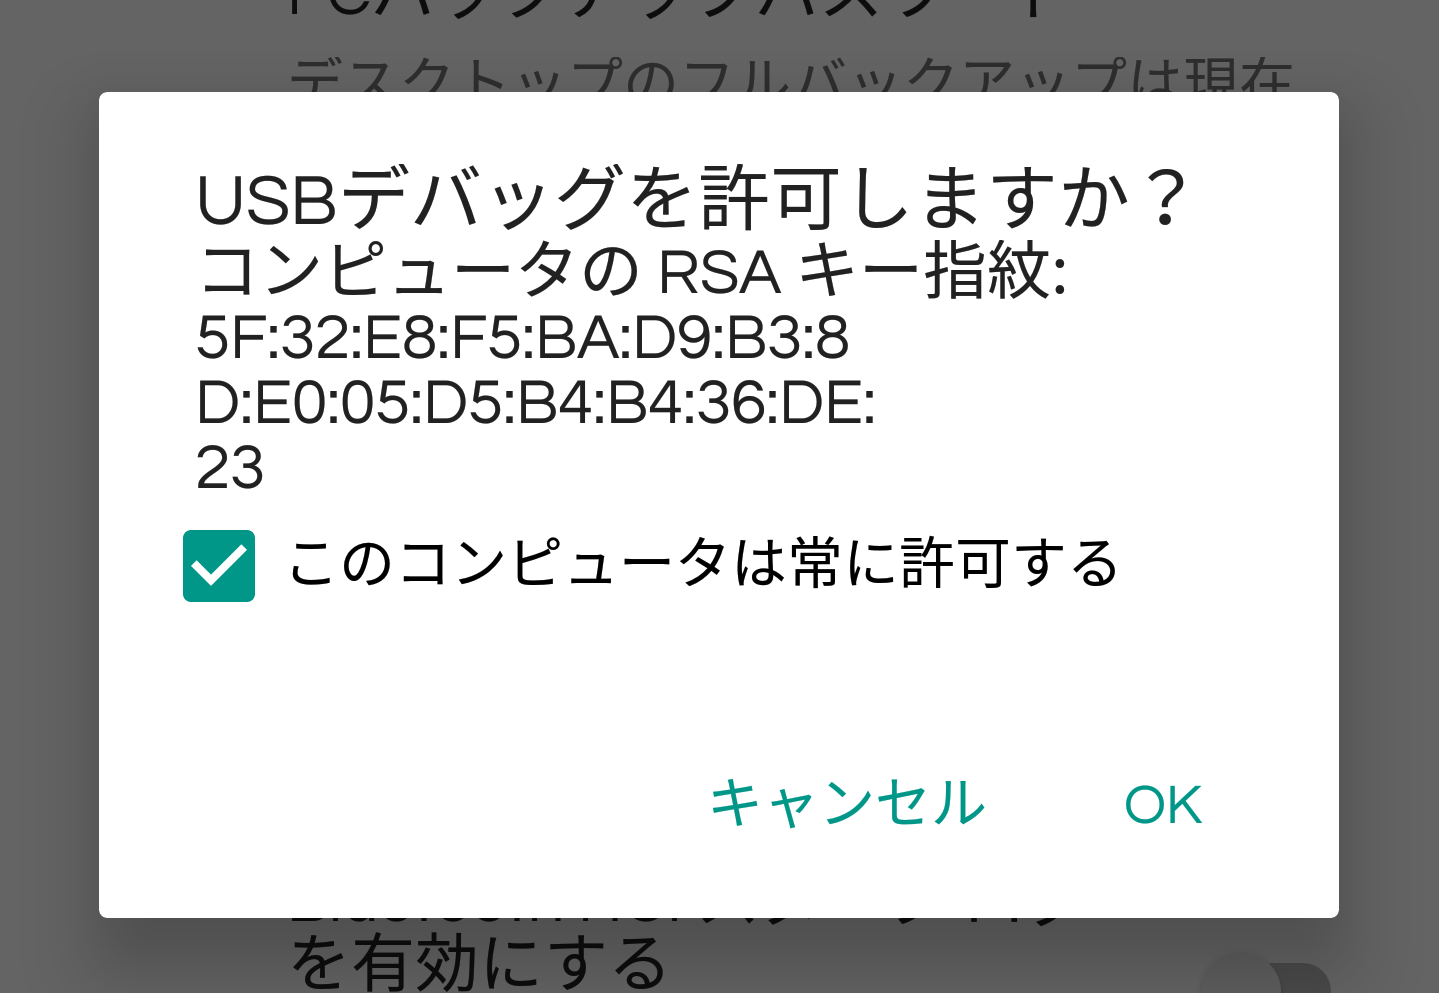 デスクトップのフルバックアップは現在
USBデバッグを許可しますか？
コンピュータの RSA キー指紋:
5F:32:E8:F5:BA:D9:B3:8
D:E0:05:D5:B4:B4:36:DE:
23
このコンピュータは常に許可する
キャンセル OK
を有効にする